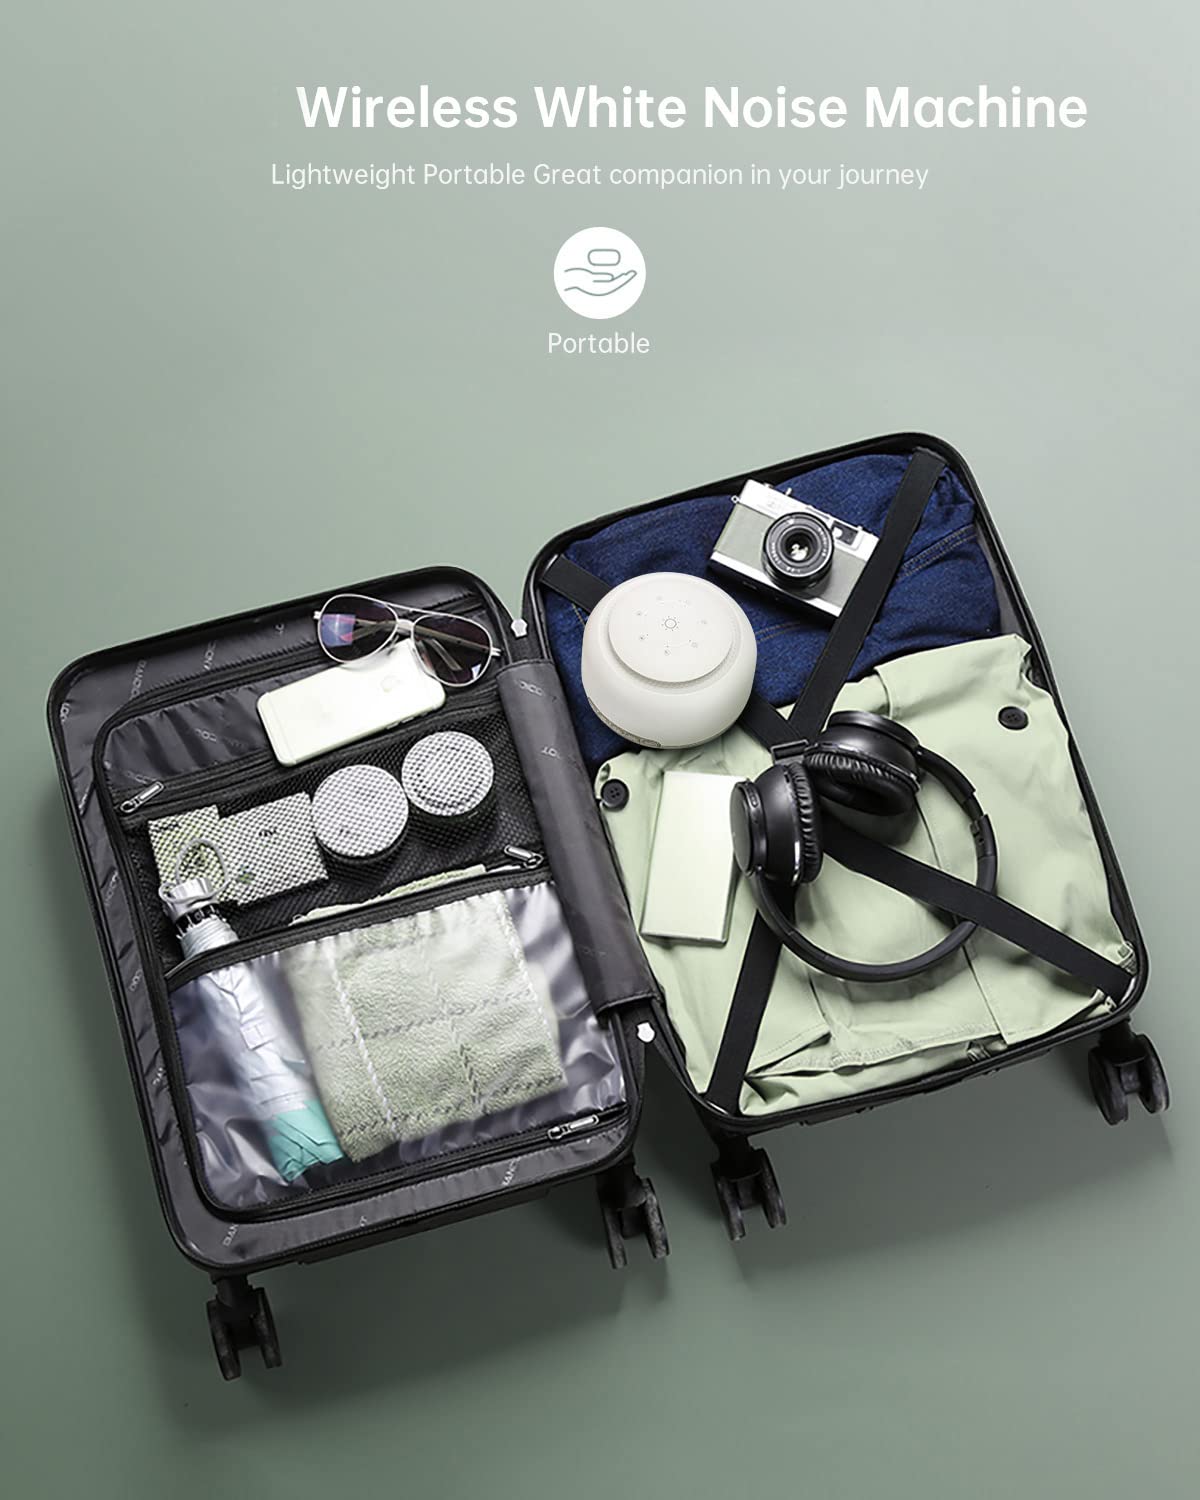 Wireless White Noise Machine
Lightweight Portable Great companion in your journey
Portable